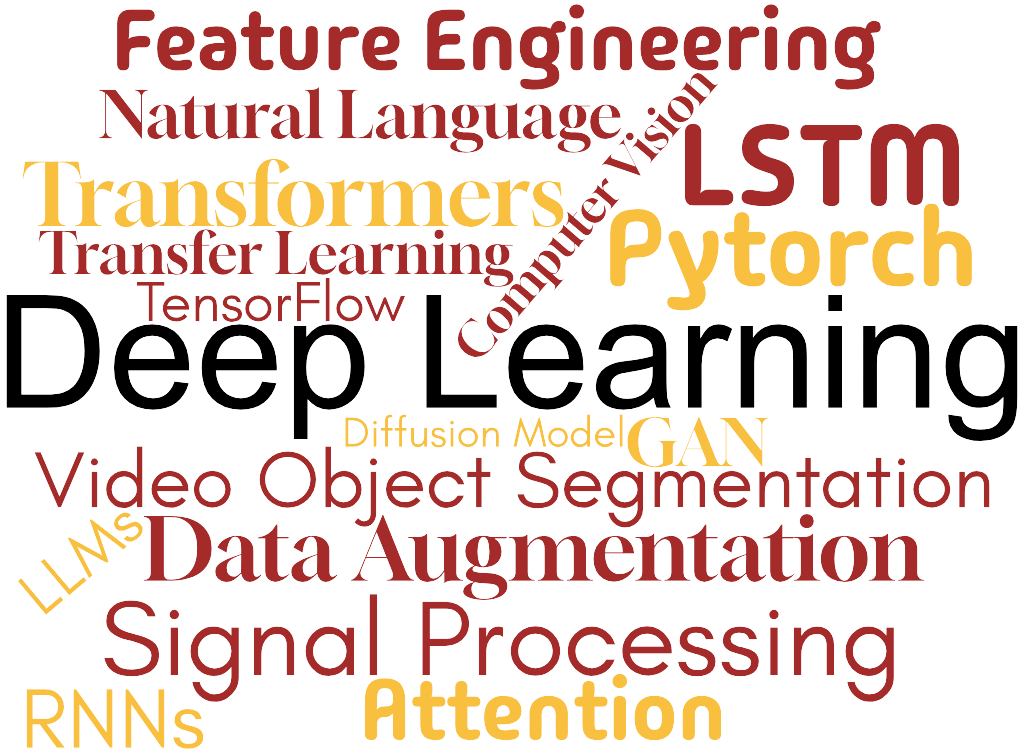 Feature Engineering
Natural Language
Computer Vision
LSTM
Transformers
Pytorch
Transfer Learning
TensorFlow
Deep Learning
Diffusion Model
GAN
Video Object Segmentation
LLMs
Data Augmentation
Signal Processing
RNNs
Attention